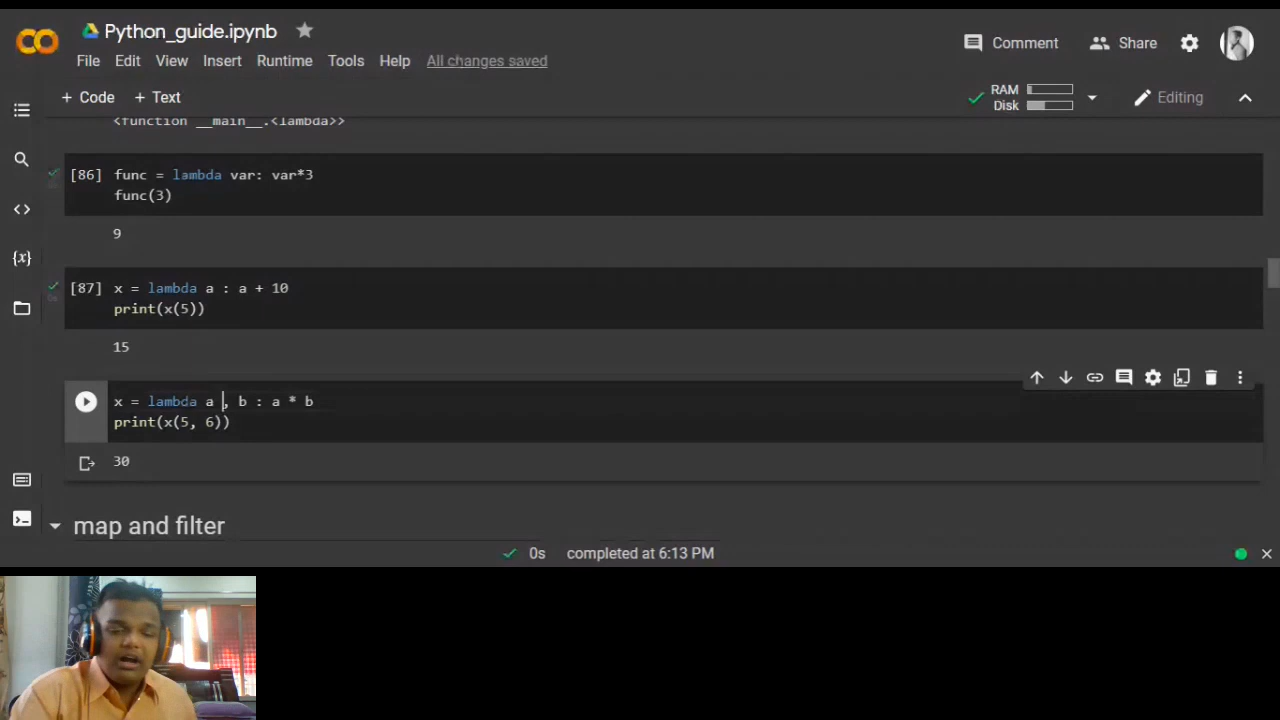 Python_guide.ipynb
Comment
Share
File Edit View Insert Runtime Tools Help All changes saved
+ Code + Text
RAM
Disk
Editing
<function __main__.<lambda>>
[86] func = lambda var: var*3
func(3)
9
[87] x = lambda a : a + 10
0s
print(x(5))
15
x = lambda a , b : a * b
print(x(5, 6))
30
map and filter
0s completed at 6:13 PM